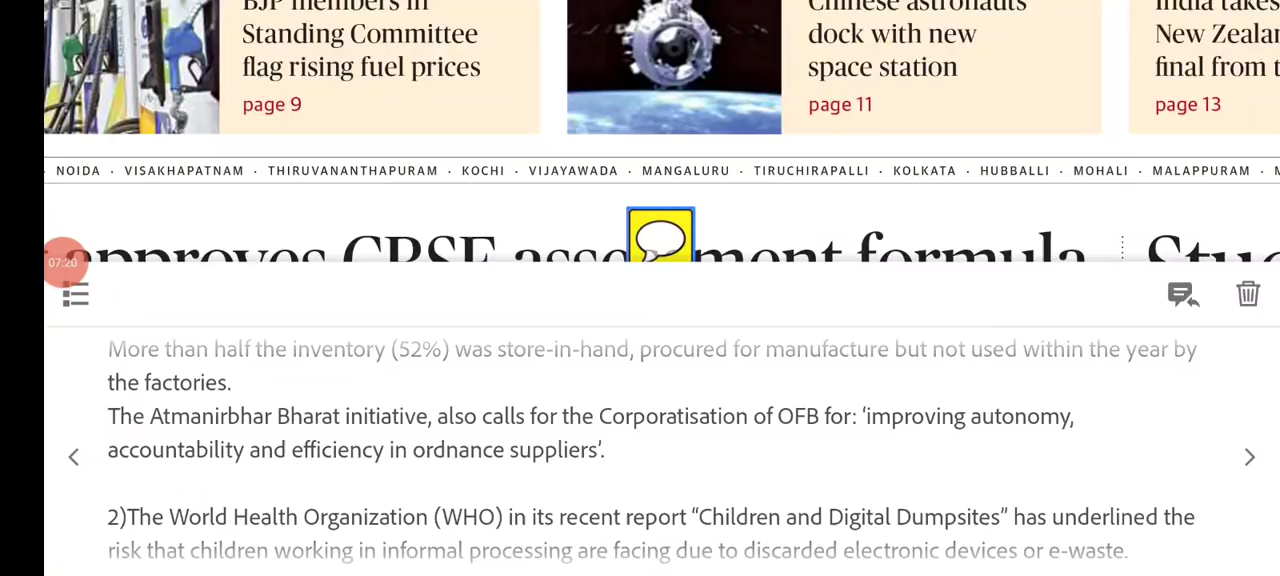 BJP members in
Standing Committee
flag rising fuel prices
page 9
Chinese astronauts
dock with new
space station
page 11
India takes
New Zealan
final from t
page 13
NOIDA · VISAKHAPATNAM · THIRUVANANTHAPURAM · KOCHI · VIJAYAWADA · MANGALURU · TIRUCHIRAPALLI · KOLKATA · HUBBALLI · MOHALI · MALAPPURAM · M
approves CBSE asse ment formula
Stud
07:20
More than half the inventory (52%) was store-in-hand, procured for manufacture but not used within the year by
the factories.
The Atmanirbhar Bharat initiative, also calls for the Corporatisation of OFB for: ‘improving autonomy,
accountability and efficiency in ordnance suppliers’.
2)The World Health Organization (WHO) in its recent report “Children and Digital Dumpsites” has underlined the
risk that children working in informal processing are facing due to discarded electronic devices or e-waste.